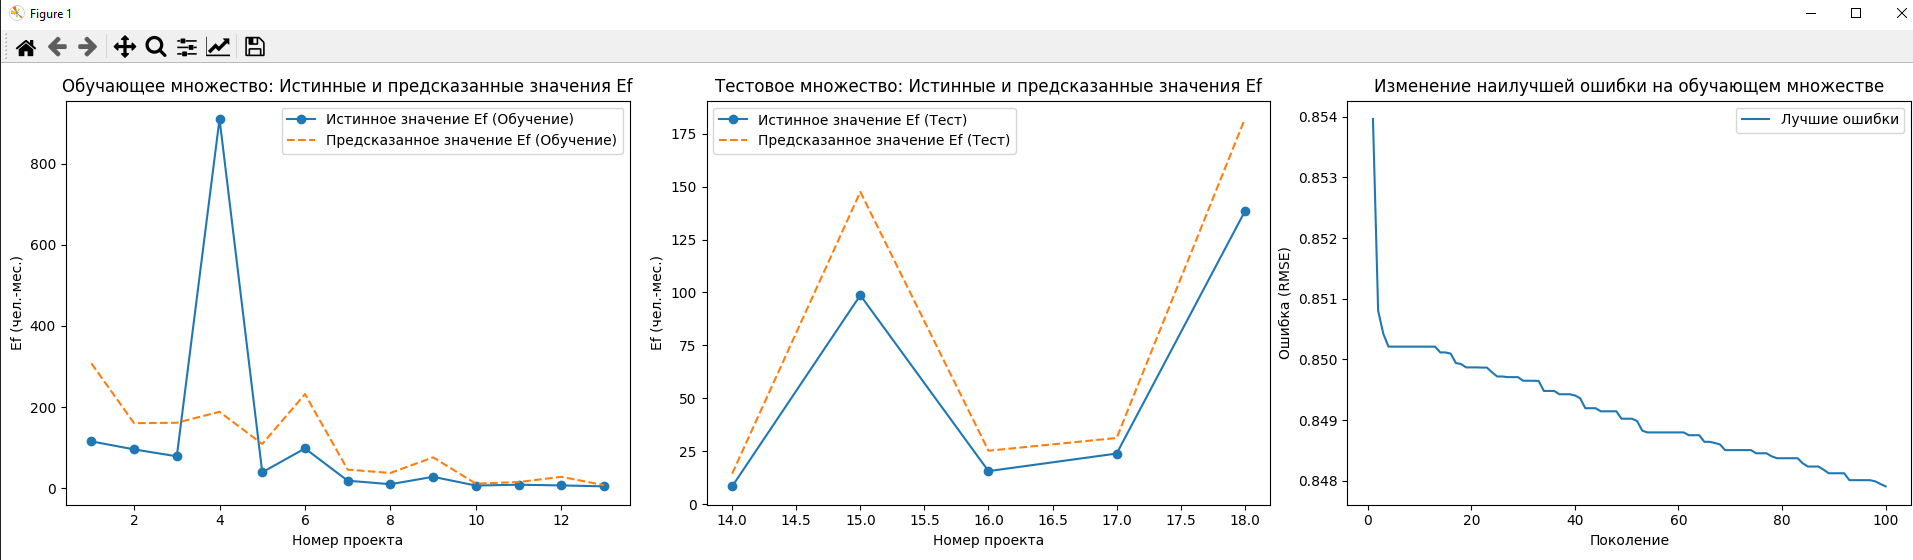 Figure 1
Обучающее множество: Истинные и предсказанные значения Ef
Истинное значение Ef (Обучение)
Предсказанное значение Ef (Обучение)
Ef (чел.-мес.)
800
600
400
200
0
2
4
6
8
10
12
Номер проекта
Тестовое множество: Истинные и предсказанные значения Ef
Истинное значение Ef (Тест)
Предсказанное значение Ef (Тест)
Ef (чел.-мес.)
175
150
125
100
75
50
25
0
14.0
14.5
15.0
15.5
16.0
16.5
17.0
17.5
18.0
Номер проекта
Изменение наилучшей ошибки на обучающем множестве
Лучшие ошибки
Ошибка (RMSE)
0.854
0.853
0.852
0.851
0.850
0.849
0.848
0
20
40
60
80
100
Поколение